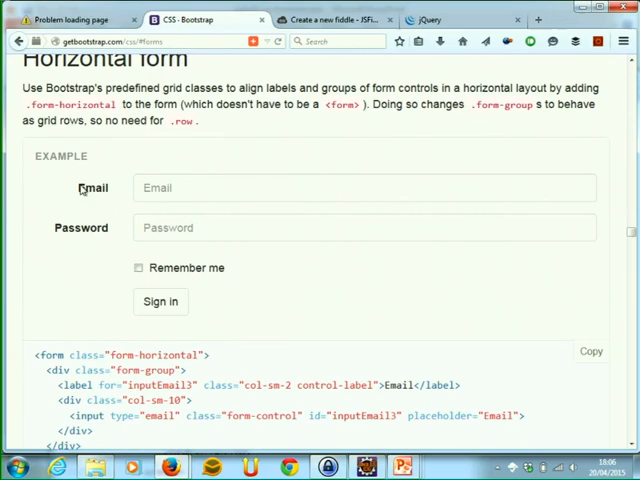 Problem loading page
CSS · Bootstrap
Create a new fiddle - JSFi
jQuery
getbootstrap.com/css/#forms
Search
Horizontal form
Use Bootstrap's predefined grid classes to align labels and groups of form controls in a horizontal layout by adding
.form-horizontal to the form (which doesn't have to be a <form> ). Doing so changes .form-group s to behave
as grid rows, so no need for .row .
EXAMPLE
Email
Email
Password
Password
Remember me
Sign in
Copy
<form class="form-horizontal">
<div class="form-group">
<label for="inputEmail3" class="col-sm-2 control-label">Email</label>
<div class="col-sm-10">
<input type="email" class="form-control" id="inputEmail3" placeholder="Email">
</div>
</div>
18:06
20/04/2015